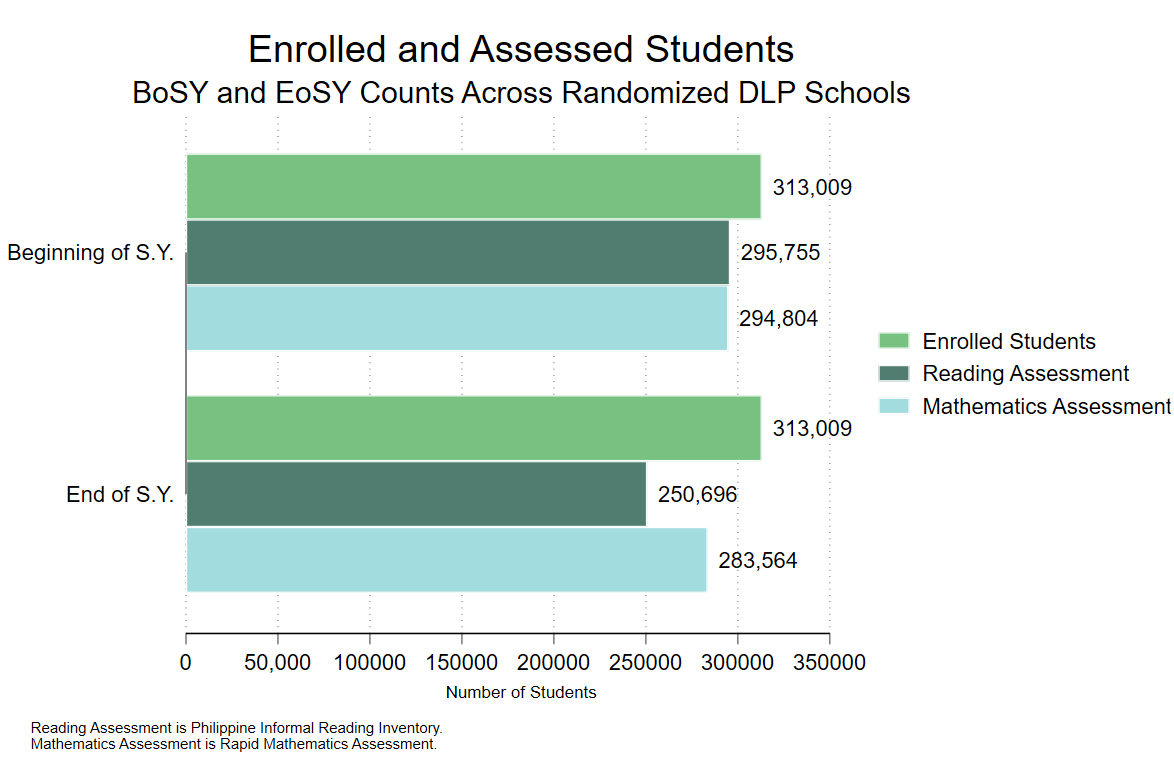 Enrolled and Assessed Students
BoSY and EoSY Counts Across Randomized DLP Schools
313,009
Beginning of S.Y.
295,755
294,804
Enrolled Students
Reading Assessment
Mathematics Assessment
313,009
End of S.Y.
250,696
283,564
0 50,000 100000 150000 200000 250000 300000 350000
Number of Students
Reading Assessment is Philippine Informal Reading Inventory.
Mathematics Assessment is Rapid Mathematics Assessment.